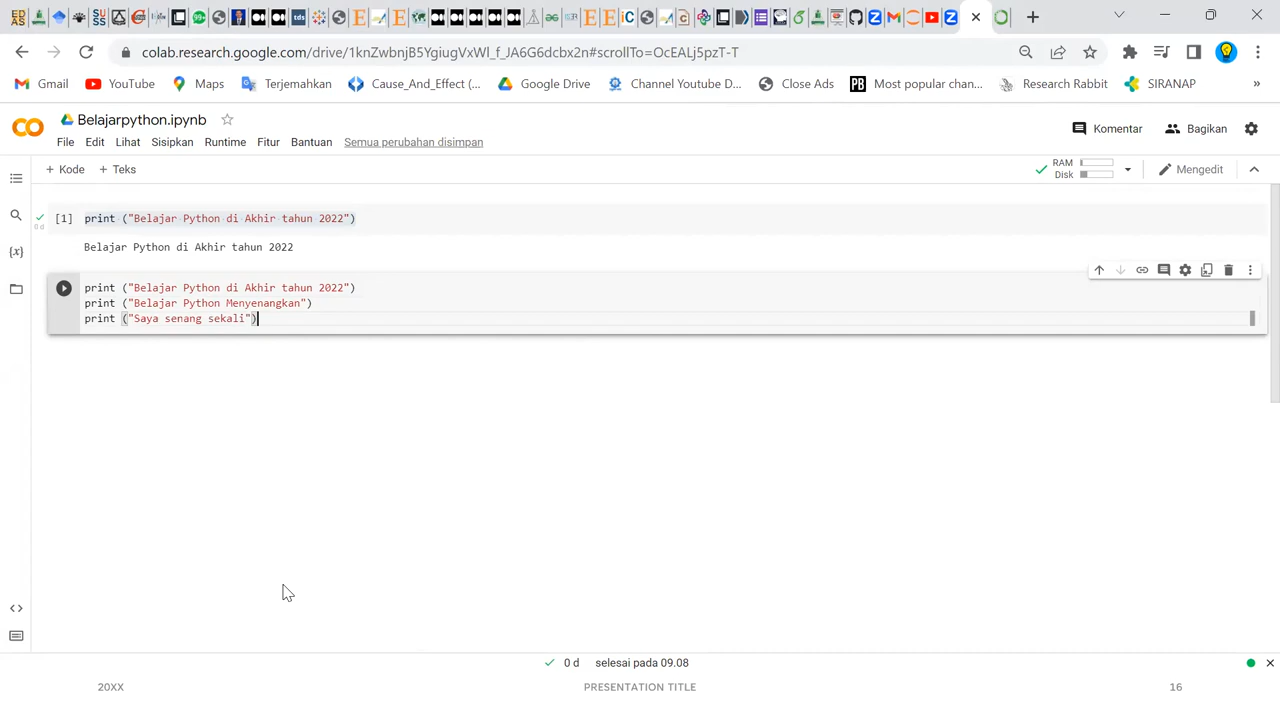 colab.research.google.com/drive/1knZwbnjB5YgiugVxWl_f_JA6G6dcbx2n#scrollTo=OcEALj5pzT-T
Gmail YouTube Maps Terjemahkan Cause_And_Effect (... Google Drive Channel Youtube D... Close Ads PB Most popular chan... Research Rabbit SIRANAP »
Belajarpython.ipynb
Komentar Bagikan
File Edit Lihat Sisipkan Runtime Fitur Bantuan Semua perubahan disimpan
+ Kode + Teks
RAM
Disk
Mengedit
[1] print ("Belajar Python di Akhir tahun 2022")
0 d
Belajar Python di Akhir tahun 2022
{x}
print ("Belajar Python di Akhir tahun 2022")
print ("Belajar Python Menyenangkan")
print ("Saya senang sekali")
<>
0 d selesai pada 09.08
20XX PRESENTATION TITLE 16